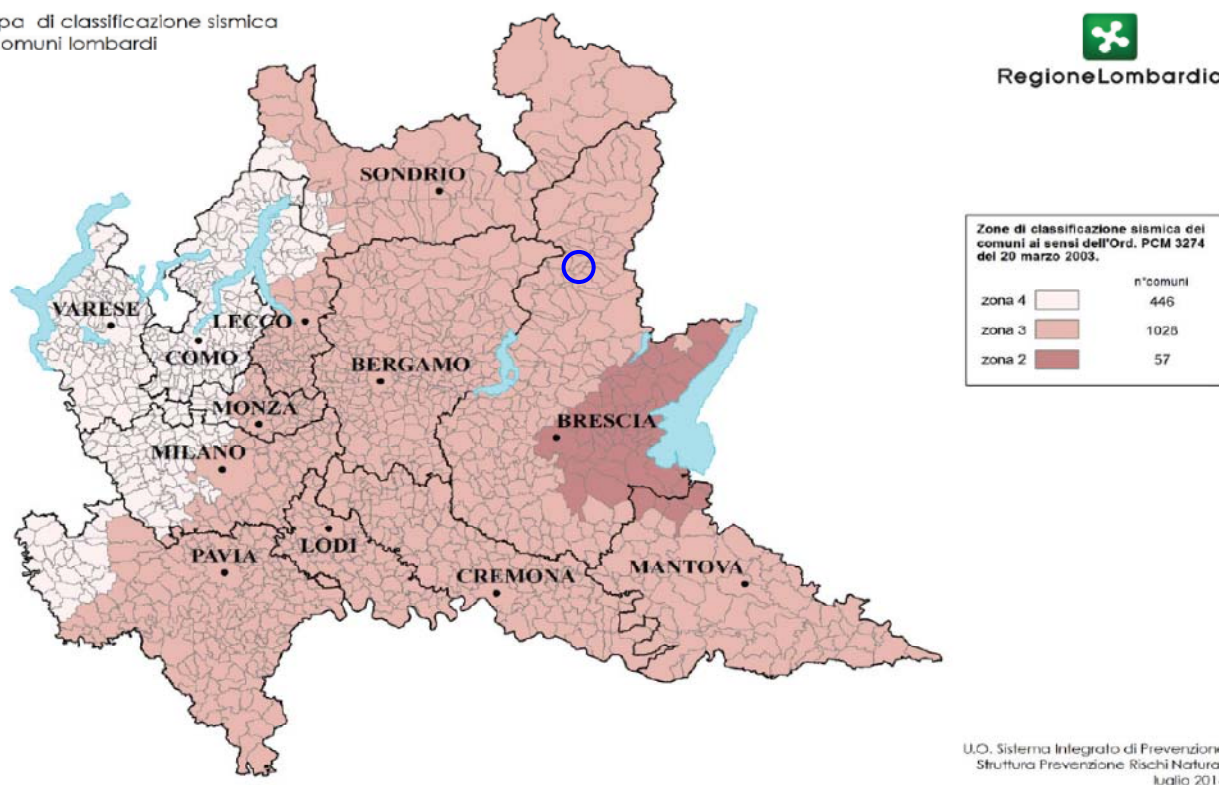 pa di classificazione sismica
omuni lombardi
RegioneLombardia
SONDRIO
VARESE
LECCO
COMO
BERGAMO
MONZA
BRESCIA
MILANO
PAVIA
LODI
CREMONA
MANTOVA
Zone di classificazione sismica dei
comuni ai sensi dell'Ord. PCM 3274
del 20 marzo 2003.
n°comuni
zona 4 446
zona 3 1028
zona 2 57
U.O. Sistema Integrato di Prevenzione
Struttura Prevenzione Rischi Natura
luglio 201